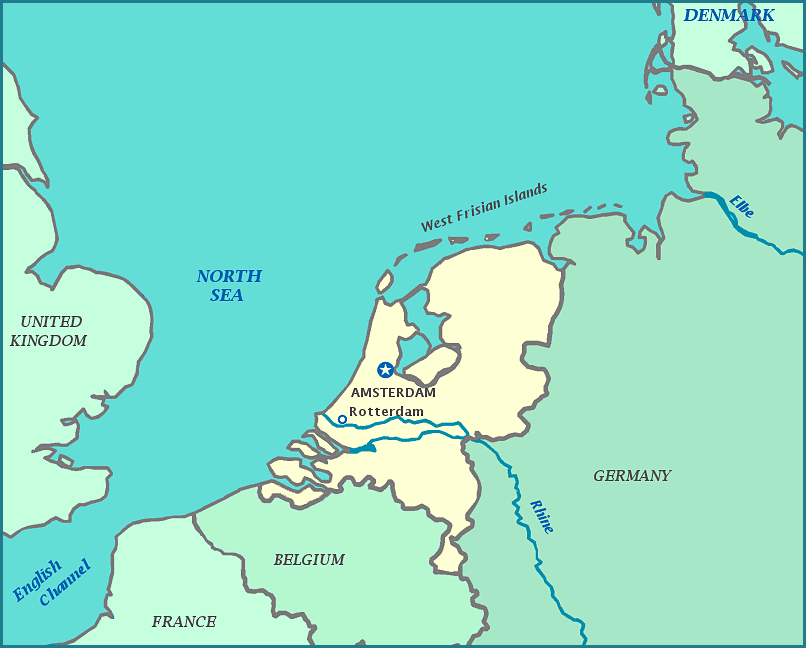 DENMARK
West Frisian Islands
Elbe
NORTH
SEA
UNITED
KINGDOM
AMSTERDAM
Rotterdam
GERMANY
Rhine
BELGIUM
English
Channel
FRANCE